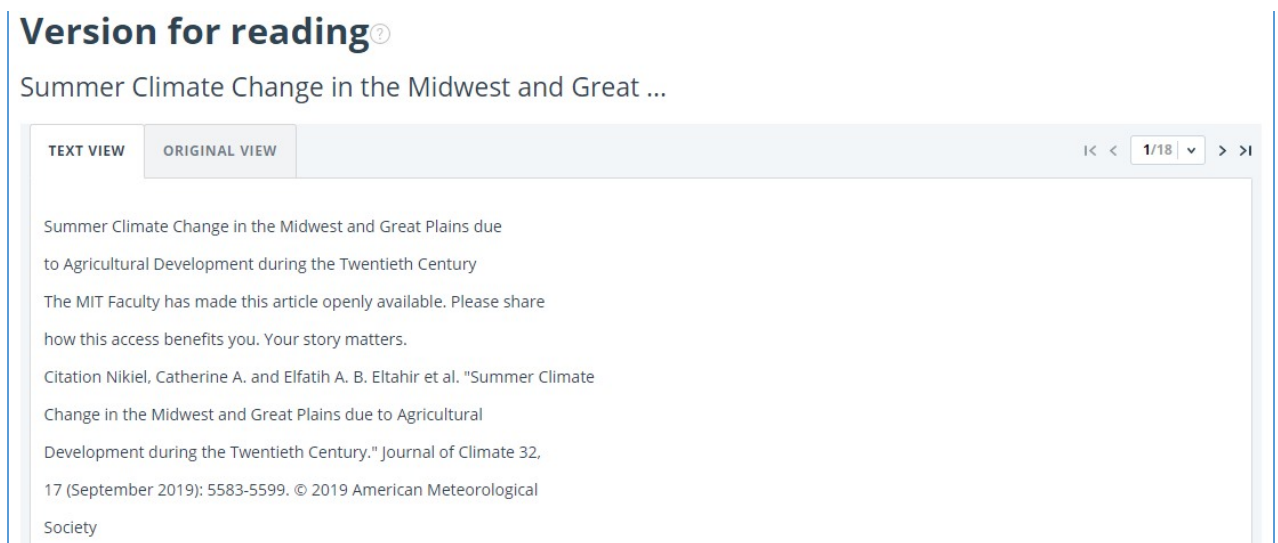 Version for reading
Summer Climate Change in the Midwest and Great ...
TEXT VIEW
ORIGINAL VIEW
1/18
Summer Climate Change in the Midwest and Great Plains due
to Agricultural Development during the Twentieth Century
The MIT Faculty has made this article openly available. Please share
how this access benefits you. Your story matters.
Citation Nikiel, Catherine A. and Elfatih A. B. Eltahir et al. "Summer Climate
Change in the Midwest and Great Plains due to Agricultural
Development during the Twentieth Century." Journal of Climate 32,
17 (September 2019): 5583-5599. © 2019 American Meteorological
Society